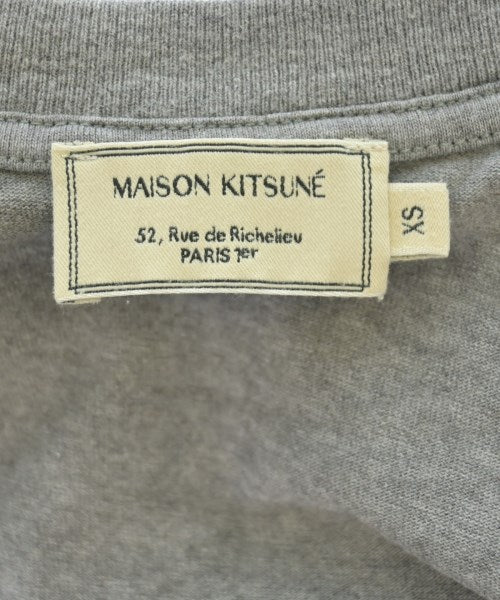 MAISON KITSUNÉ
52, Rue de Richelieu
PARIS 1er
XS